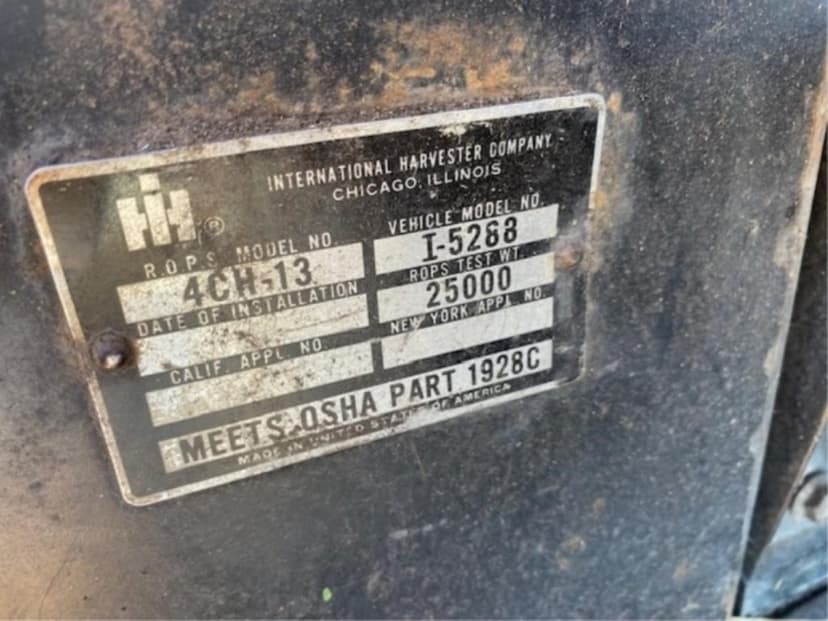 INTERNATIONAL HARVESTER COMPANY
CHICAGO, ILLINOIS
IH ®
R.O.P.S. MODEL NO.
4CH-13
VEHICLE MODEL NO.
I-5288
DATE OF INSTALLATION
ROPS TEST WT.
25000
CALIF. APPL. NO.
NEW YORK APPL. NO.
MEETS OSHA PART 1928C
MADE IN UNITED STATES OF AMERICA